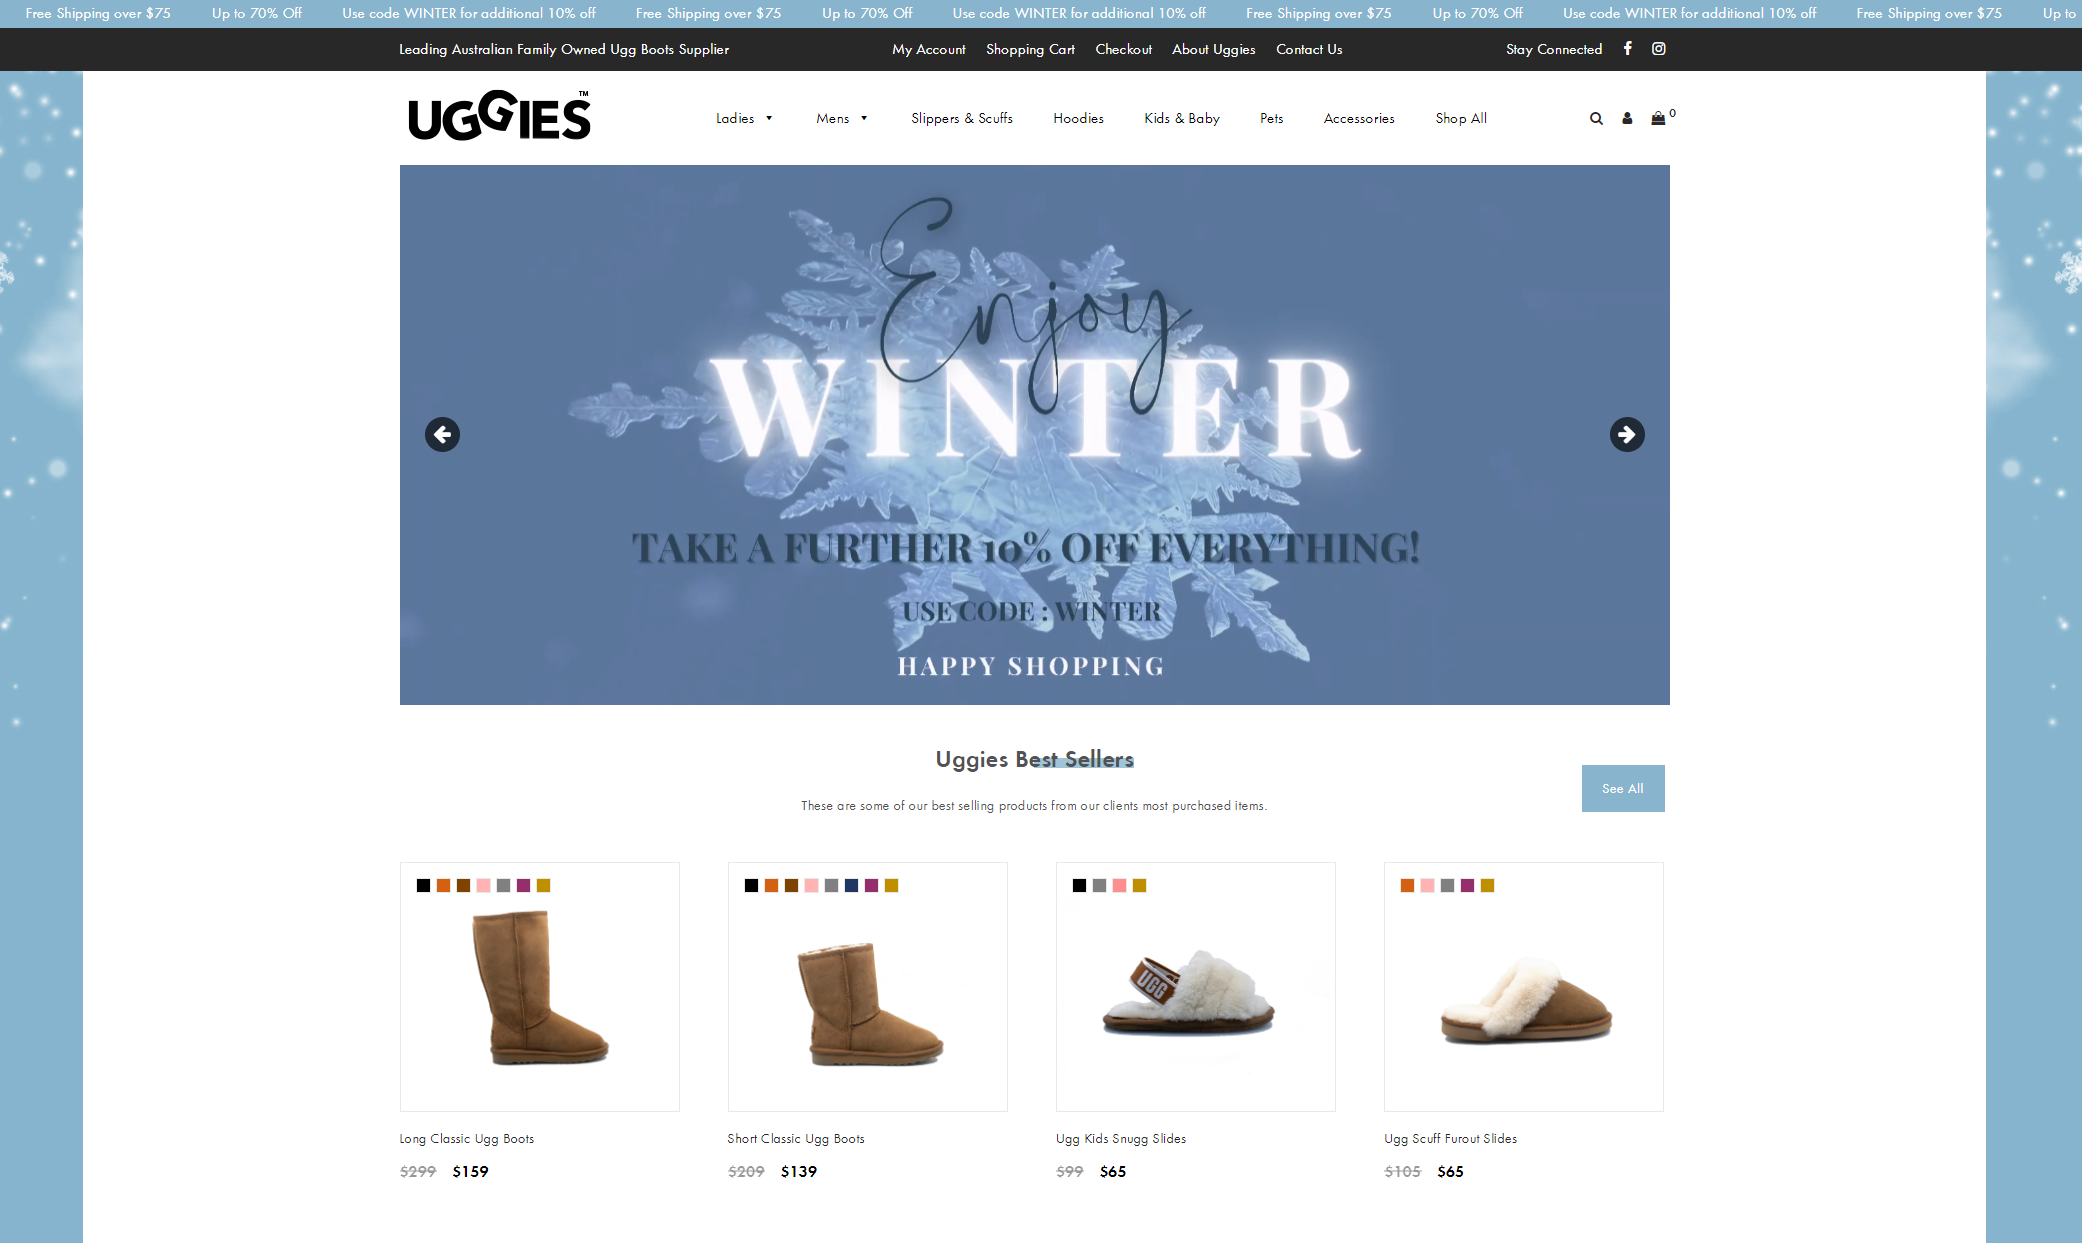 Free Shipping over $75 Up to 70% Off Use code WINTER for additional 10% off Free Shipping over $75 Up to 70% Off Use code WINTER for additional 10% off Free Shipping over $75 Up to 70% Off Use code WINTER for additional 10% off Free Shipping over $75 Up to
Leading Australian Family Owned Ugg Boots Supplier My Account Shopping Cart Checkout About Uggies Contact Us Stay Connected
UGGIES™ Ladies Mens Slippers & Scuffs Hoodies Kids & Baby Pets Accessories Shop All 0
Enjoy
WINTER
TAKE A FURTHER 10% OFF EVERYTHING!
USE CODE : WINTER
HAPPY SHOPPING
Uggies Best Sellers
See All
These are some of our best selling products from our clients most purchased items.
UGG
Long Classic Ugg Boots Short Classic Ugg Boots Ugg Kids Snugg Slides Ugg Scuff Furout Slides
$299 $159 $209 $139 $99 $65 $105 $65